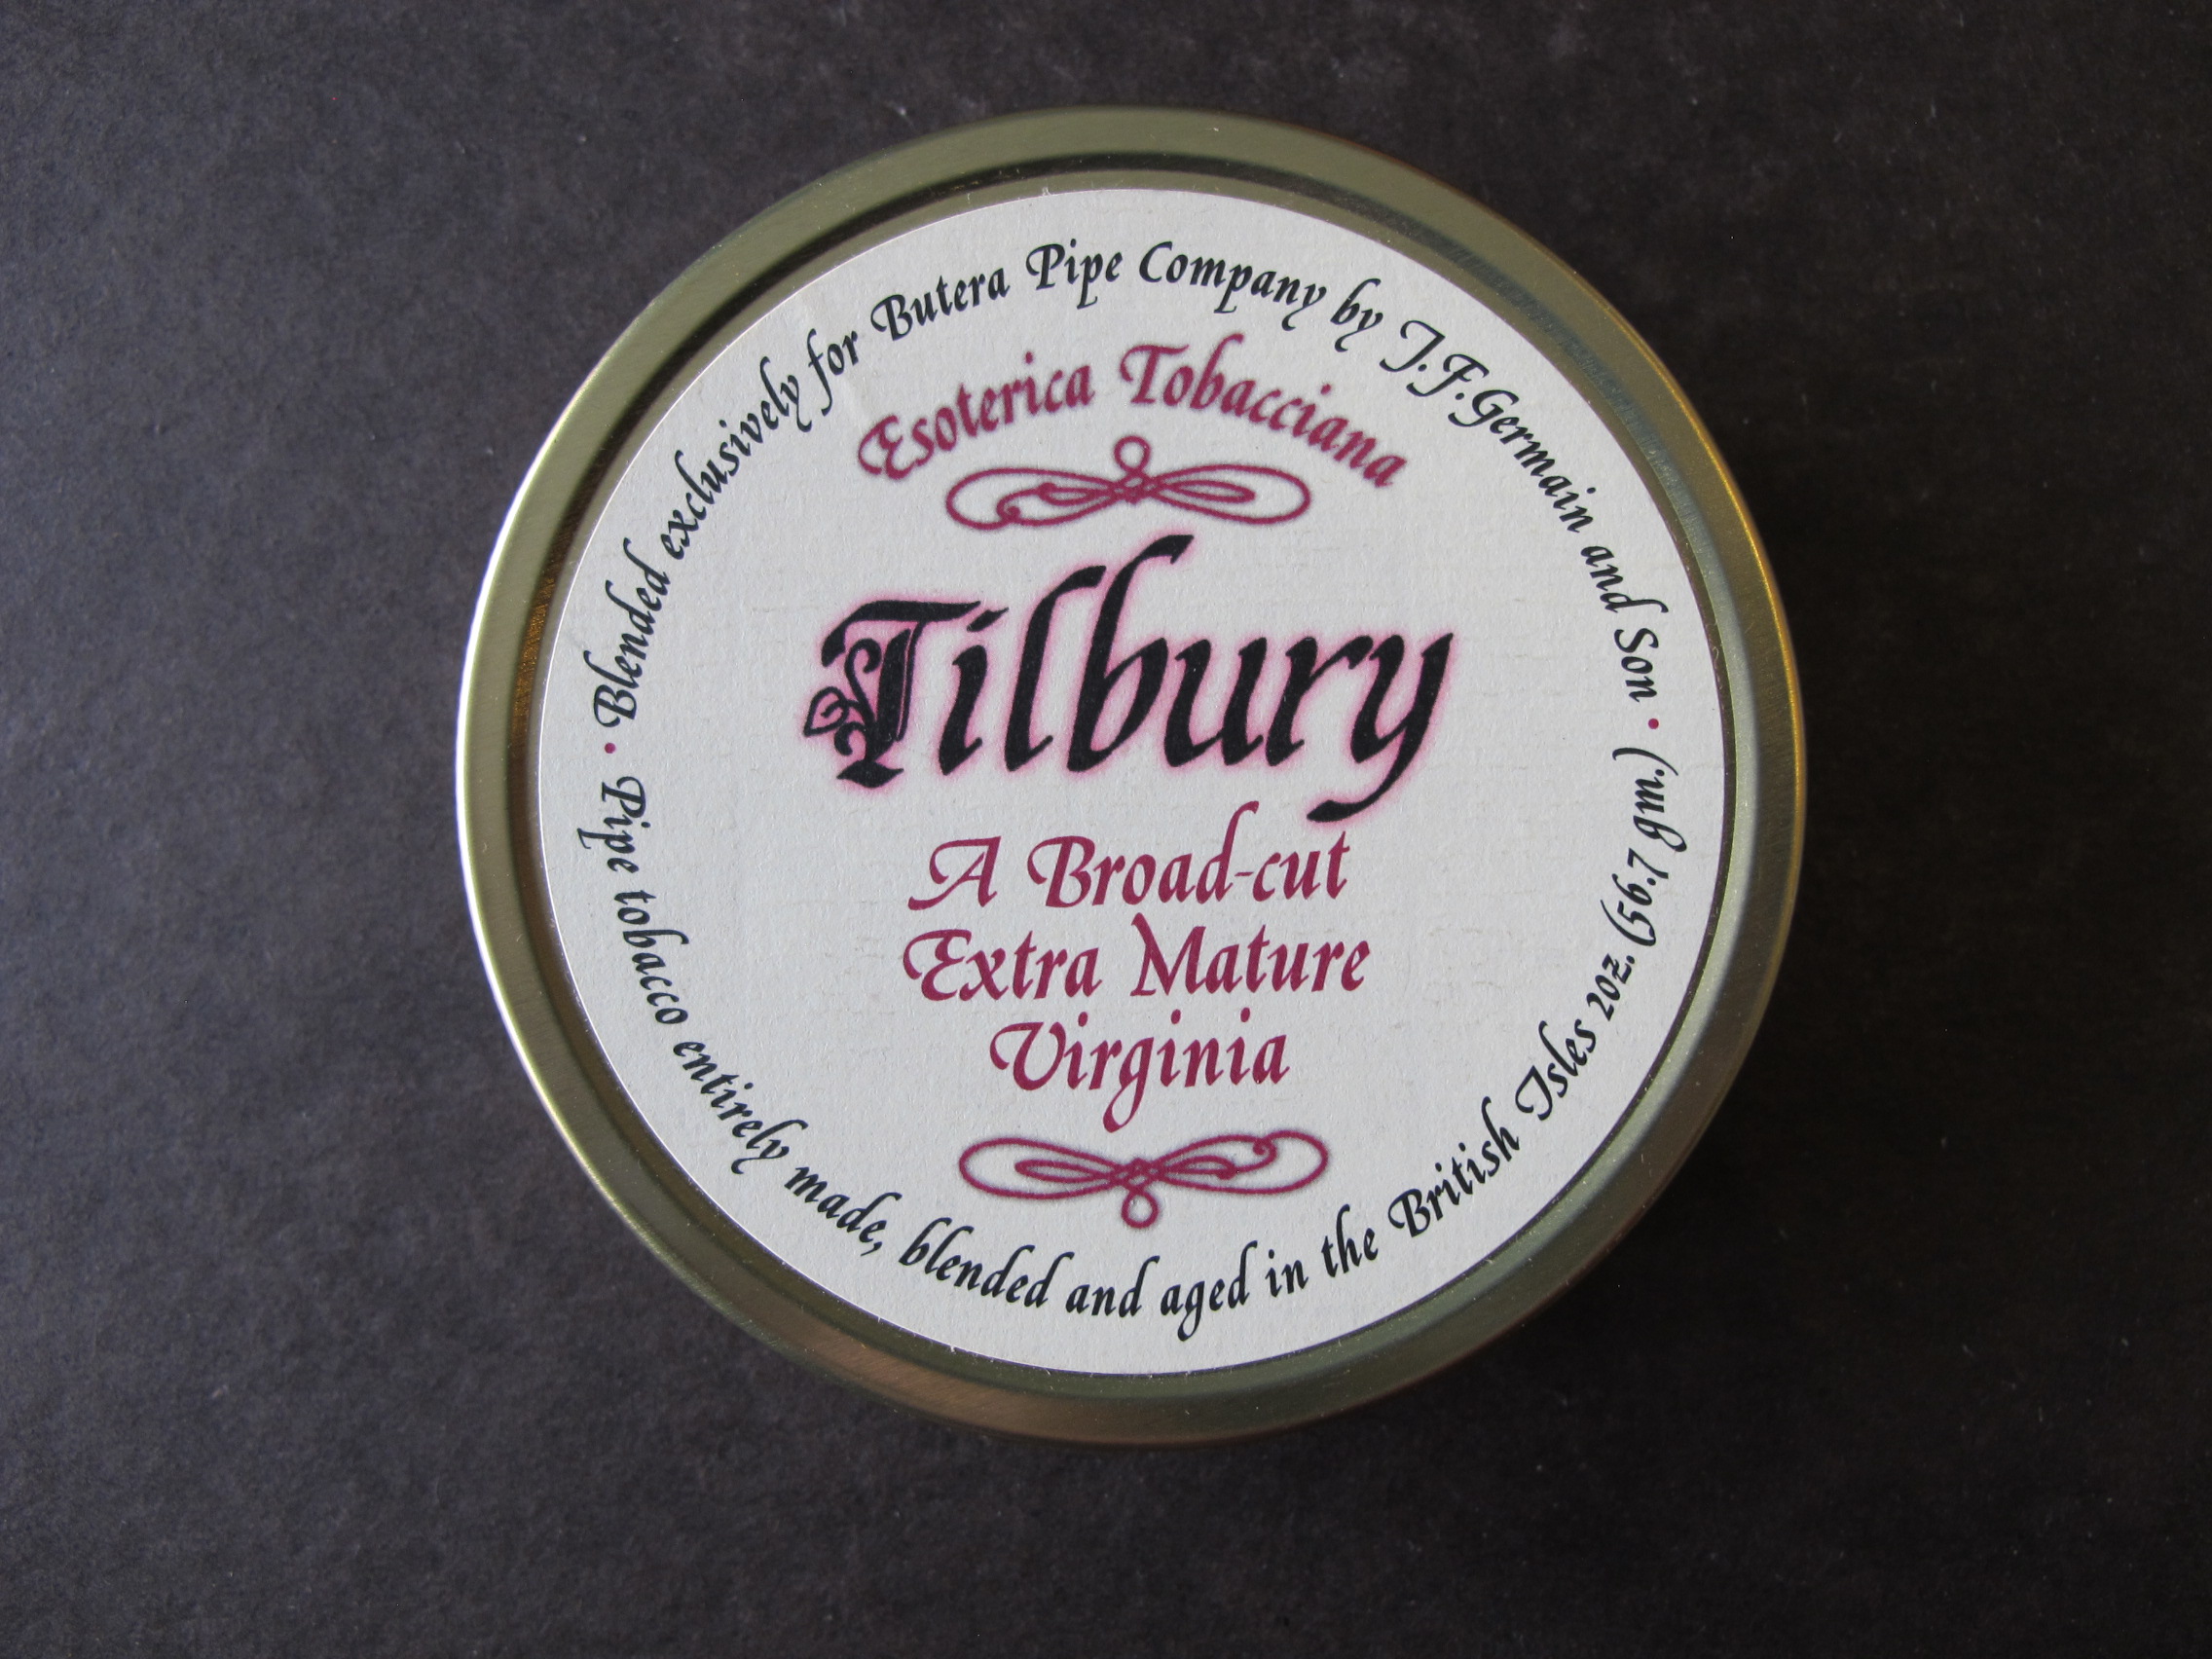 • Blended exclusively for Butera Pipe Company by J.F.Germain and Son •
Esoterica Tobacciana
Tilbury
A Broad-cut
Extra Mature
Virginia
Pipe tobacco entirely made, blended and aged in the British Isles 2oz. (56.7 gm.)